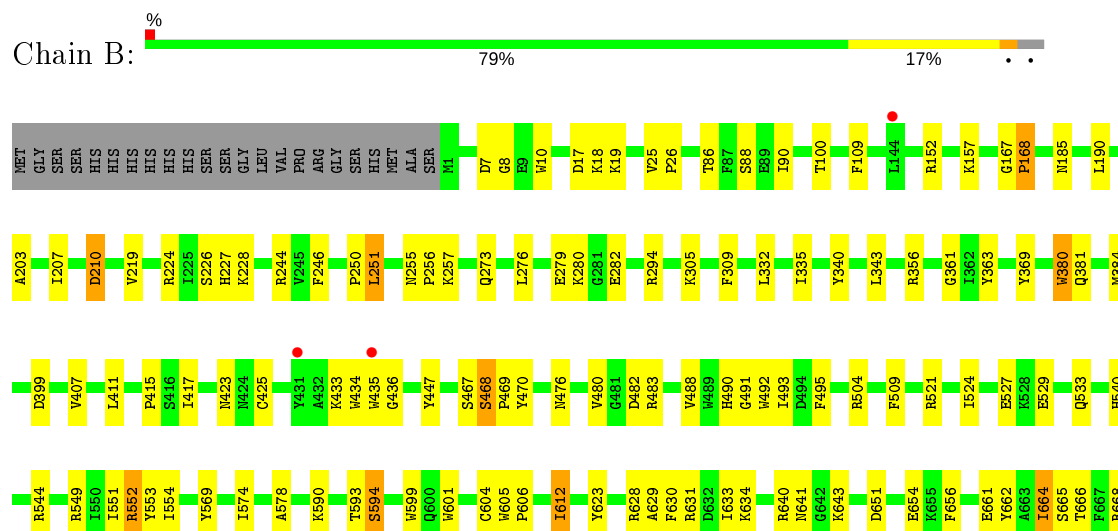 %
Chain B:
79% 17% • •
MET GLY SER SER HIS HIS HIS HIS HIS HIS SER SER GLY LEU VAL PRO ARG GLY SER HIS MET ALA SER M1 D7 G8 E9 W10 D17 K18 K19 V25 P26 T86 F87 S88 E89 I90 T100 F109 L144 R152 K157 G167 P168 N185 L190
A203 I207 D210 V219 R224 I225 S226 H227 K228 R244 V245 F246 P250 L251 N255 P256 K257 Q273 L276 E279 K280 G281 E282 R294 K305 F309 L332 I335 Y340 L343 R356 G361 I362 Y363 Y369 W380 Q381
D399 V407 L411 P415 S416 I417 N423 N424 C425 Y431 A432 K433 W434 W435 G436 Y447 S467 S468 P469 Y470 N476 V480 G481 D482 R483 V488 W489 H490 G491 W492 I493 D494 F495 R504 F509 R521 I524 E527 K528 E529 Q533 H540
R544 R549 I550 I551 R552 Y553 I554 Y569 I574 A578 K590 T593 S594 W599 Q600 W601 C604 W605 P606 I612 Y623 R628 A629 F630 R631 D632 I633 K634 R640 N641 G642 K643 D651 E654 K655 F656 E661 Y662 A663 I664 S665 T666 F667